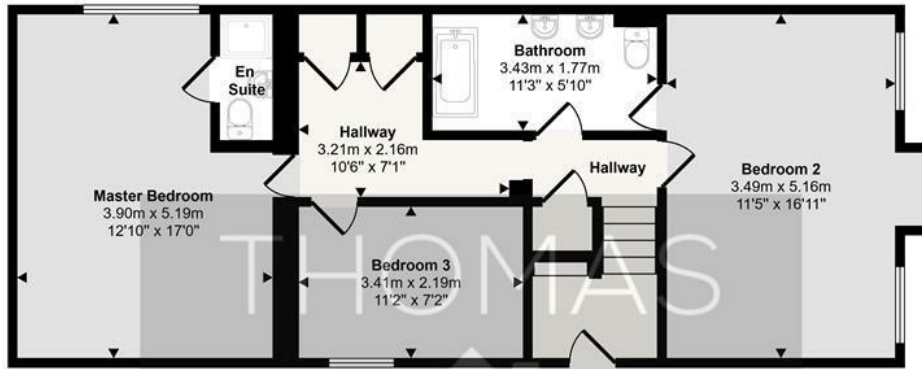 En
Suite
Master Bedroom
3.90m x 5.19m
12'10" x 17'0"
Hallway
3.21m x 2.16m
10'6" x 7'1"
Bathroom
3.43m x 1.77m
11'3" x 5'10"
Hallway
Bedroom 2
3.49m x 5.16m
11'5" x 16'11"
Bedroom 3
3.41m x 2.19m
11'2" x 7'2"
THOMAS